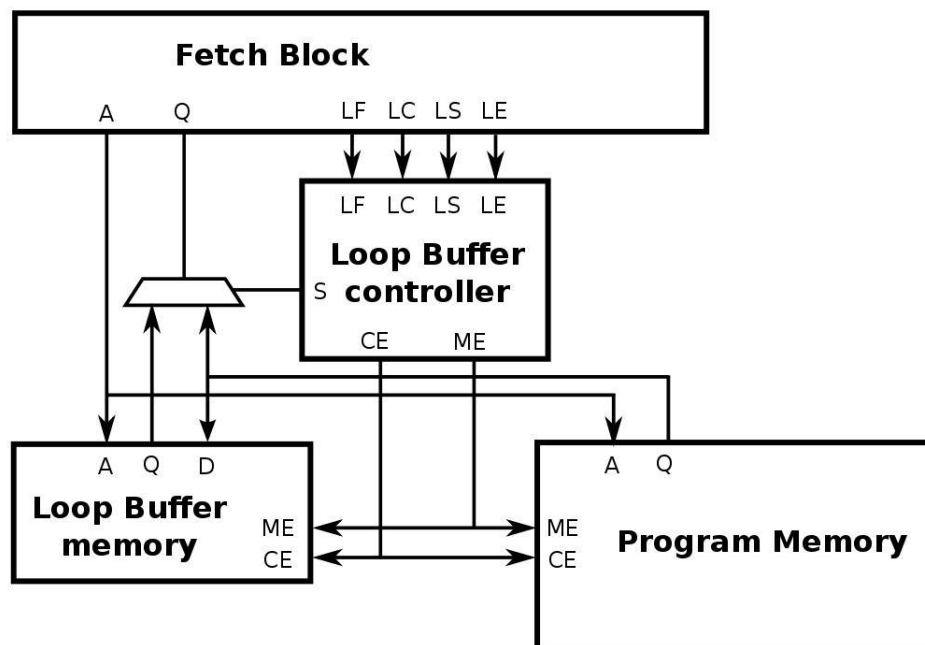 Fetch Block
A Q LF LC LS LE
LF LC LS LE
Loop Buffer
controller
S
CE ME
A Q D
Loop Buffer
memory
ME
CE
A Q
ME
CE
Program Memory